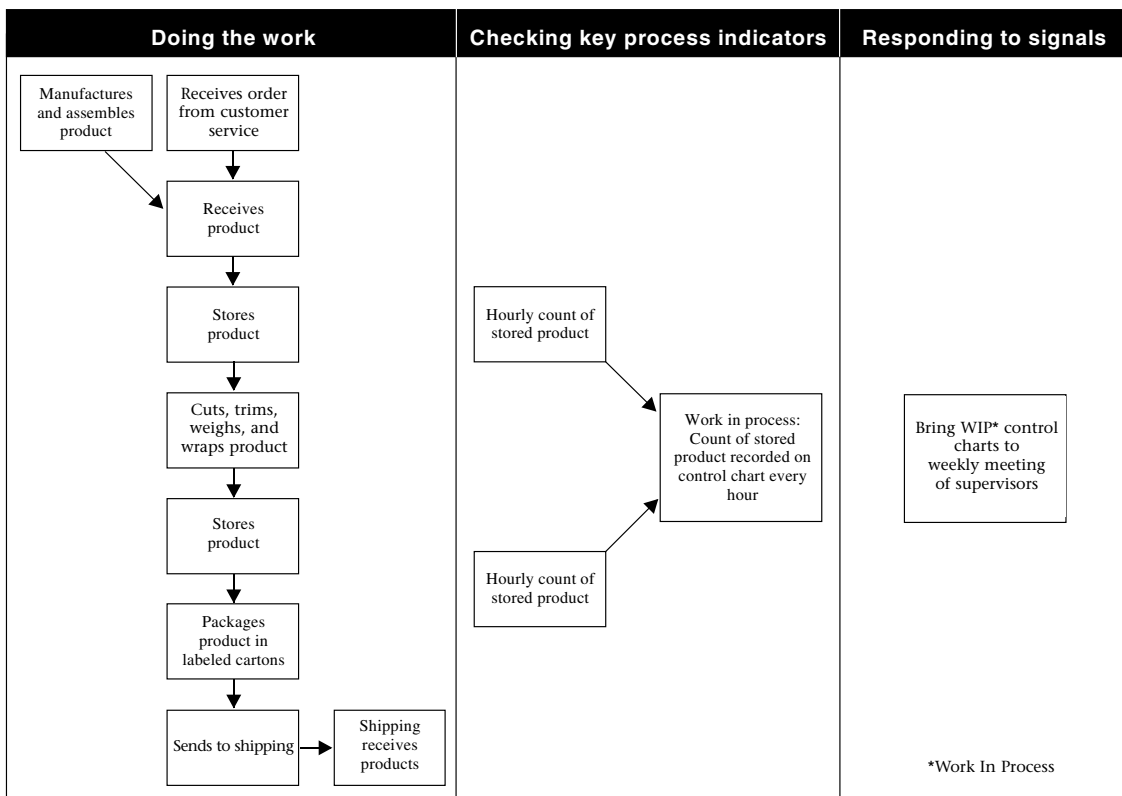 Doing the work
Checking key process indicators
Responding to signals
Manufactures
and assembles
product
Receives order
from customer
service
Receives
product
Stores
product
Cuts, trims,
weighs, and
wraps product
Stores
product
Packages
product in
labeled cartons
Sends to shipping
Shipping
receives
products
Hourly count of
stored product
Work in process:
Count of stored
product recorded on
control chart every
hour
Hourly count of
stored product
Bring WIP* control
charts to
weekly meeting
of supervisors
*Work In Process